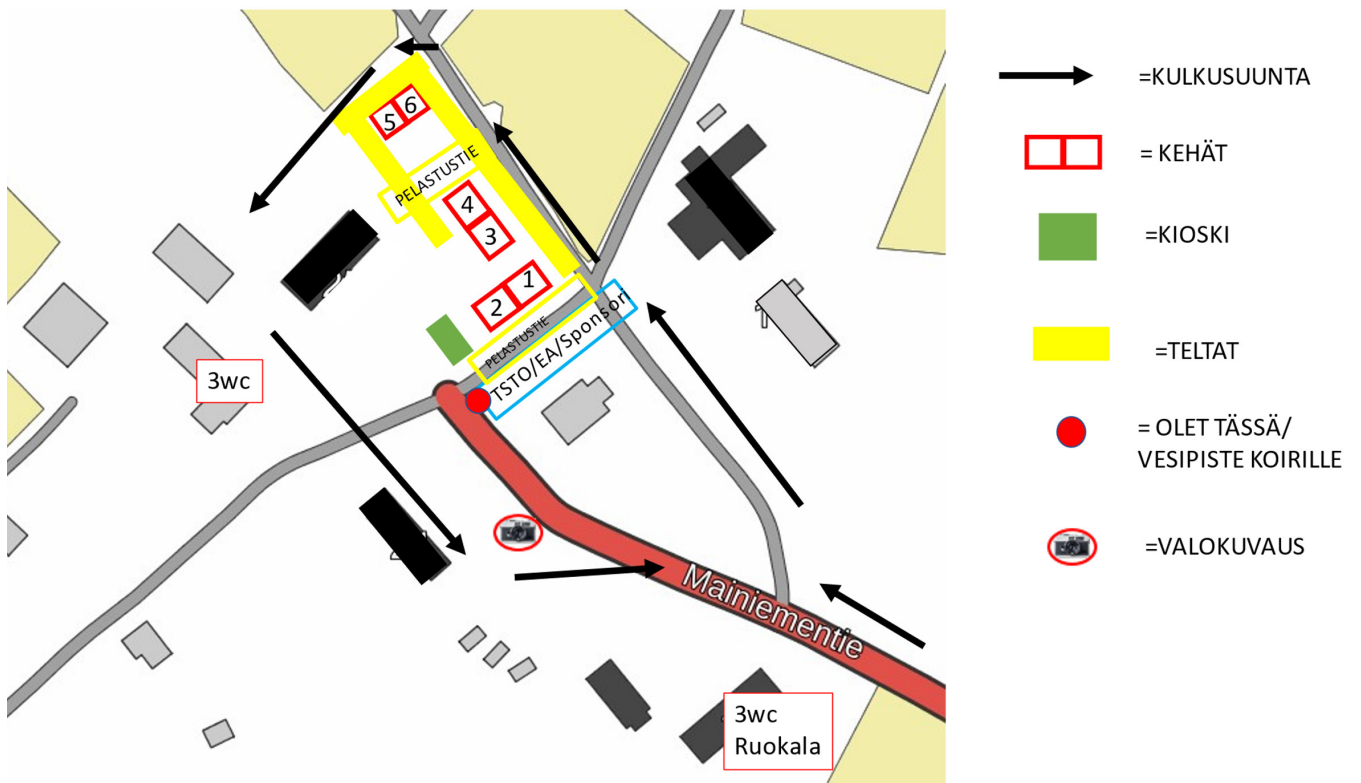 5
6
PELASTUSTIE
4
3
1
2
PELASTUSTIE
TSTO/EA/Sponsori
3wc
Mainiementie
3wc
Ruokala
=KULKUSUUNTA
= KEHÄT
=KIOSKI
=TELTAT
= OLET TÄSSÄ/
VESIPISTE KOIRILLE
=VALOKUVAUS